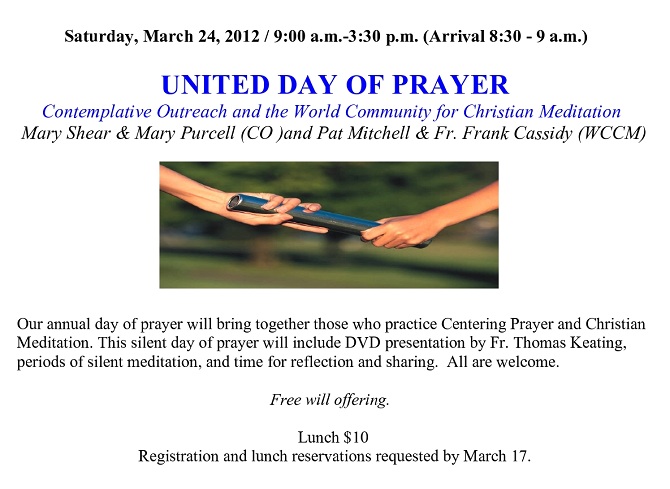 Saturday, March 24, 2012 / 9:00 a.m.-3:30 p.m. (Arrival 8:30 - 9 a.m.)
UNITED DAY OF PRAYER
Contemplative Outreach and the World Community for Christian Meditation
Mary Shear & Mary Purcell (CO )and Pat Mitchell & Fr. Frank Cassidy (WCCM)
Our annual day of prayer will bring together those who practice Centering Prayer and Christian
Meditation. This silent day of prayer will include DVD presentation by Fr. Thomas Keating,
periods of silent meditation, and time for reflection and sharing.  All are welcome.
Free will offering.
Lunch $10
Registration and lunch reservations requested by March 17.